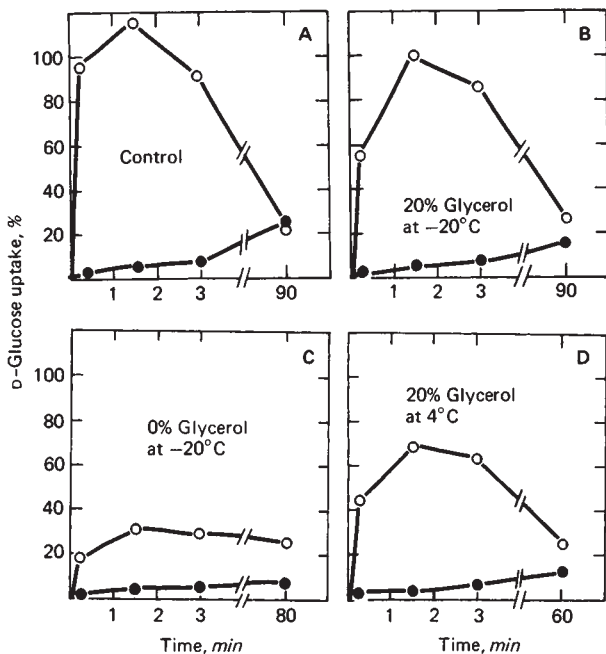 A
B
100
80
60
40
20
Control
20% Glycerol
at −20°C
1
2
3
90
1
2
3
90
C
D
100
80
60
40
20
0% Glycerol
at −20°C
20% Glycerol
at 4°C
1
2
3
80
1
2
3
60
D-Glucose uptake, %
Time, min
Time, min